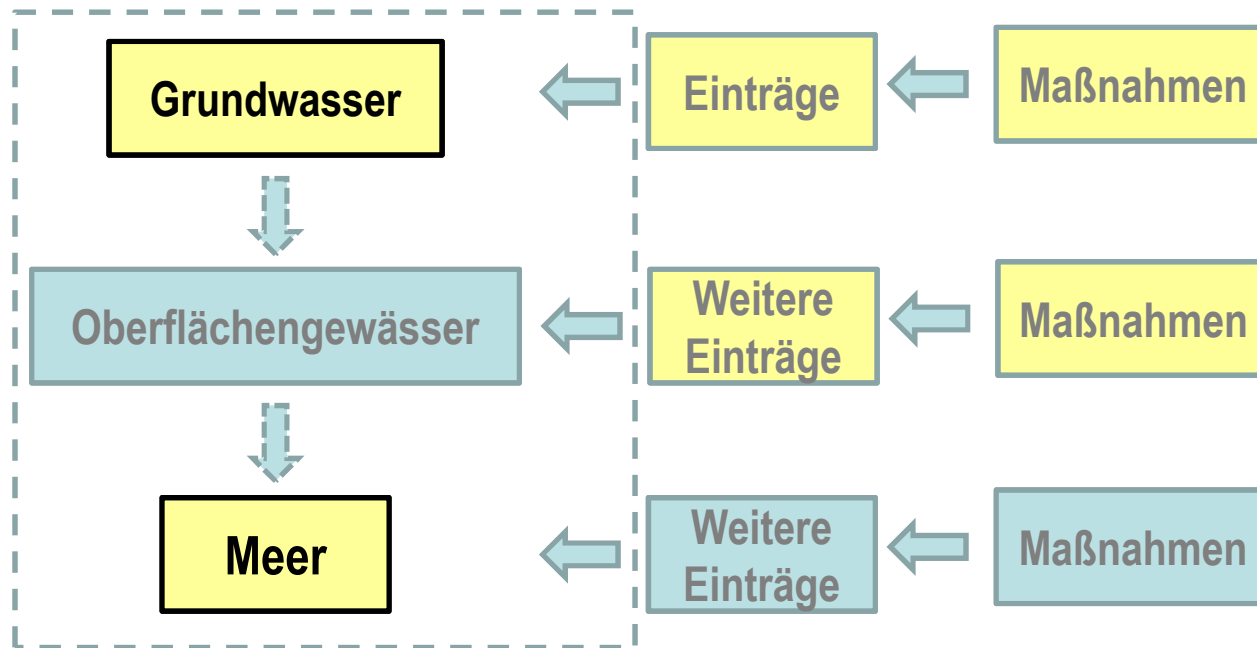 Grundwasser
Einträge
Maßnahmen
Oberflächengewässer
Weitere
Einträge
Maßnahmen
Meer
Weitere
Einträge
Maßnahmen